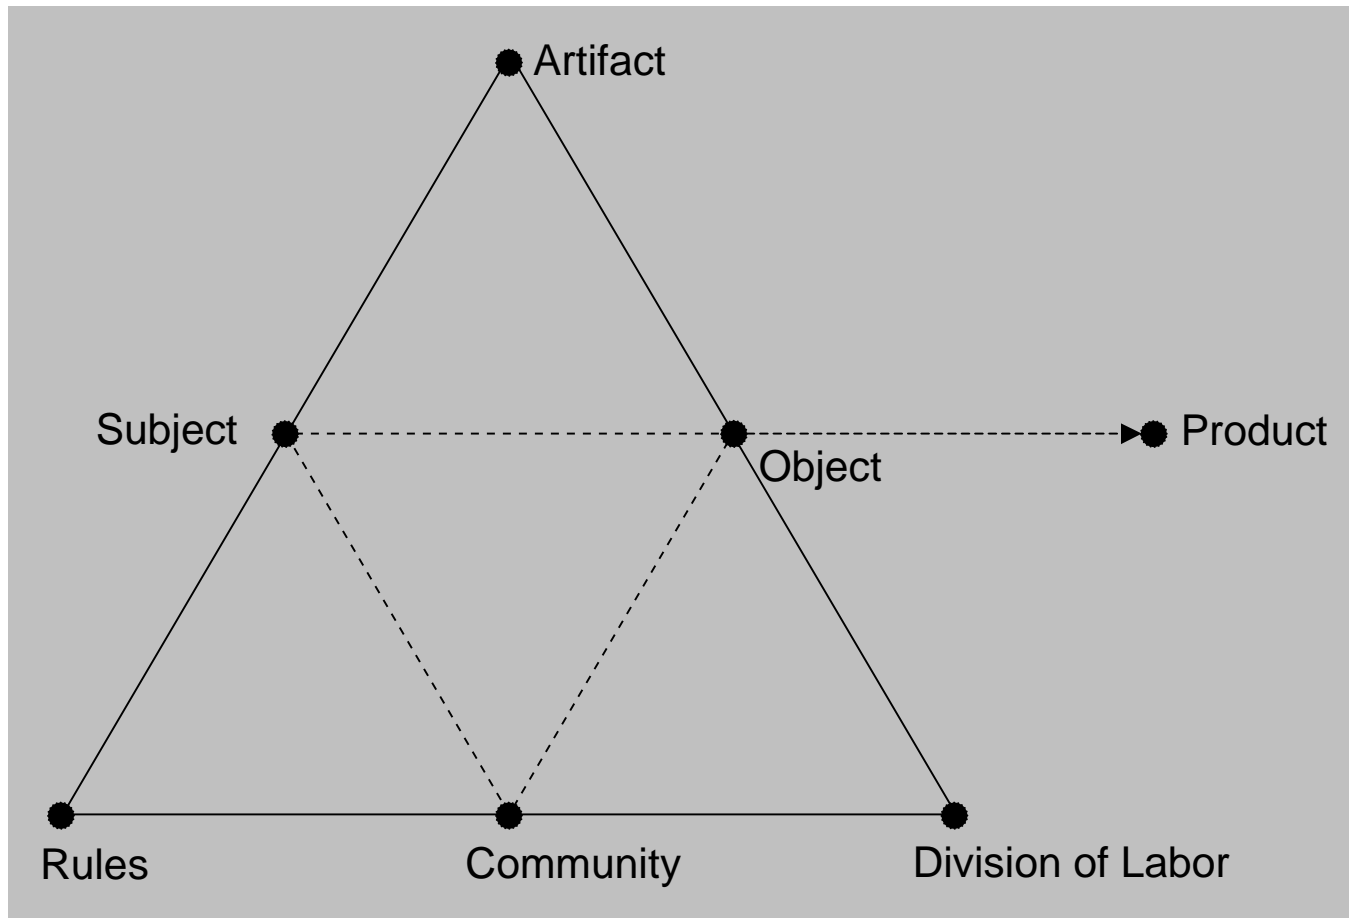 Artifact
Subject
Product
Object
Rules
Community
Division of Labor